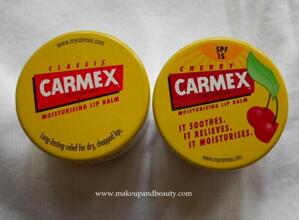 www.mycarmex.com
CLASSIC
CARMEX
MOISTURISING LIP BALM
Long-lasting relief for dry, chapped lips.
SPF
15
CHERRY
CARMEX
MOISTURISING LIP BALM
IT SOOTHES.
IT RELIEVES.
IT MOISTURISES.
www.mycarmex.com
www.makeupandbeauty.com